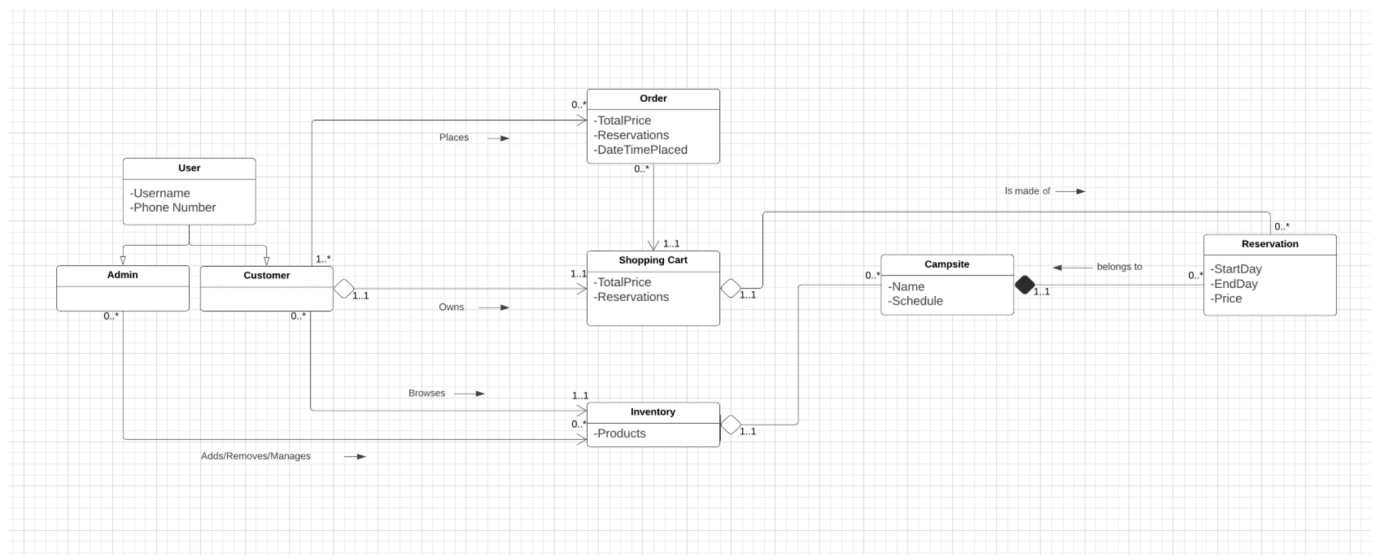 Order
0..*
-TotalPrice
-Reservations
-DateTimePlaced
Places
0..*
User
-Username
-Phone Number
Is made of
0..*
1..1
Shopping Cart
-TotalPrice
-Reservations
1..1
1..1
Reservation
-StartDay
-EndDay
-Price
0..*
belongs to
Campsite
-Name
-Schedule
0..*
1..1
1..*
Admin
Customer
1..1
0..*
0..*
Owns
Browses
1..1
Inventory
0..*
-Products
1..1
Adds/Removes/Manages